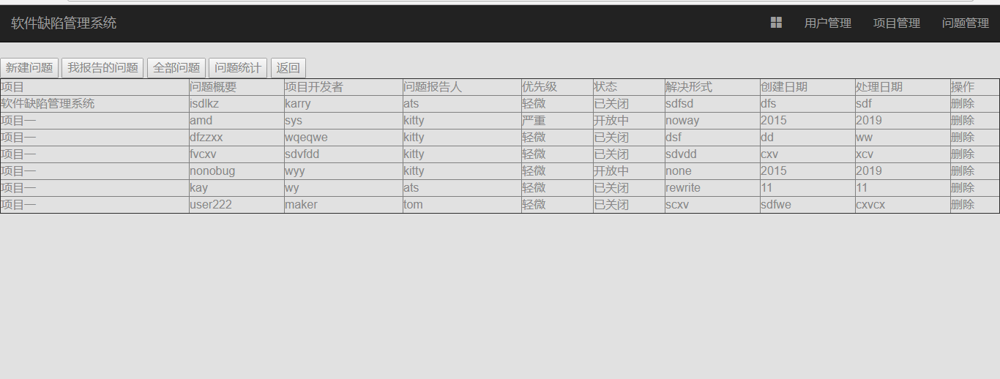 软件缺陷管理系统 用户管理 项目管理 问题管理
新建问题 我报告的问题 全部问题 问题统计 返回
项目 问题概要 项目开发者 问题报告人 优先级 状态 解决形式 创建日期 处理日期 操作
软件缺陷管理系统 isdlkz karry ats 轻微 已关闭 sdfsd dfs sdf 删除
项目一 amd sys kitty 严重 开放中 noway 2015 2019 删除
项目一 dfzzxx wqeqwe kitty 轻微 已关闭 dsf dd ww 删除
项目一 fvcxv sdvfdd kitty 轻微 已关闭 sdvdd cxv xcv 删除
项目一 nonobug wyy kitty 轻微 开放中 none 2015 2019 删除
项目一 kay wy ats 轻微 已关闭 rewrite 11 11 删除
项目一 user222 maker tom 轻微 已关闭 scxv sdfwe cxvcx 删除